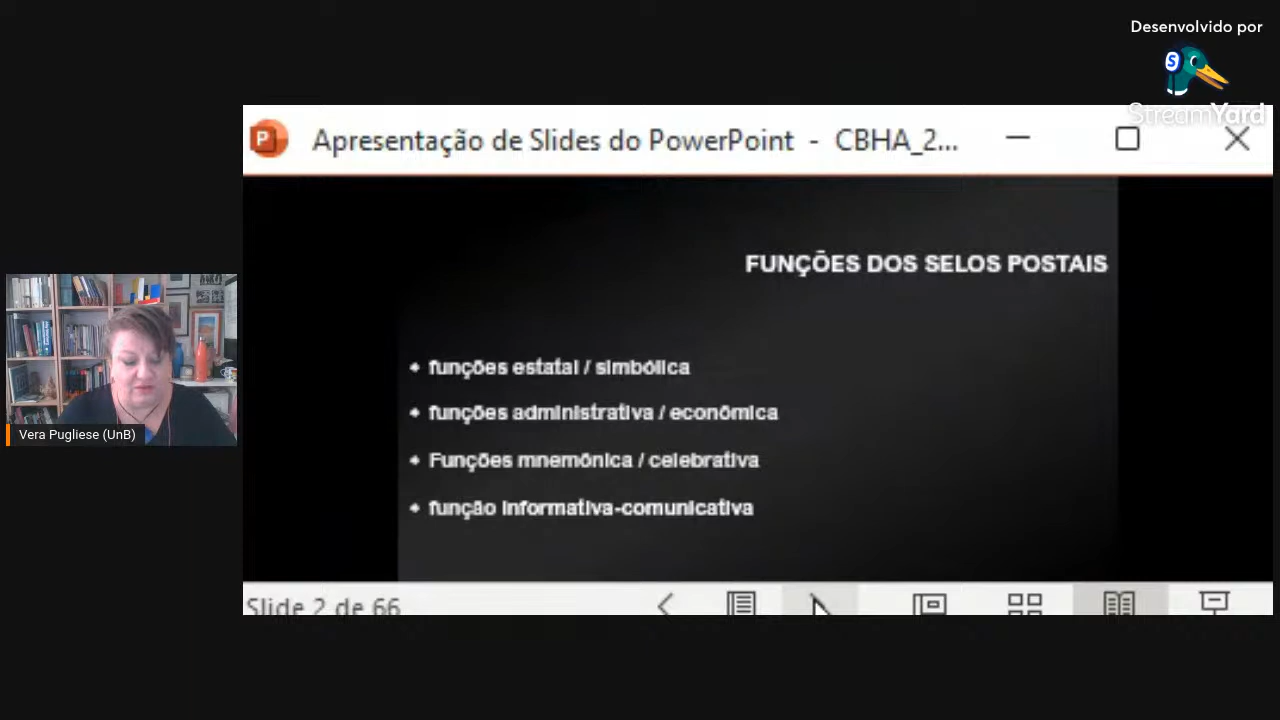 Desenvolvido por
StreamYard
Apresentação de Slides do PowerPoint - CBHA_2...
FUNÇÕES DOS SELOS POSTAIS
• funções estatal / simbólica
• funções administrativa / econômica
• Funções mnemônica / celebrativa
• função informativa-comunicativa
Vera Pugliese (UnB)
Slide 2 de 66